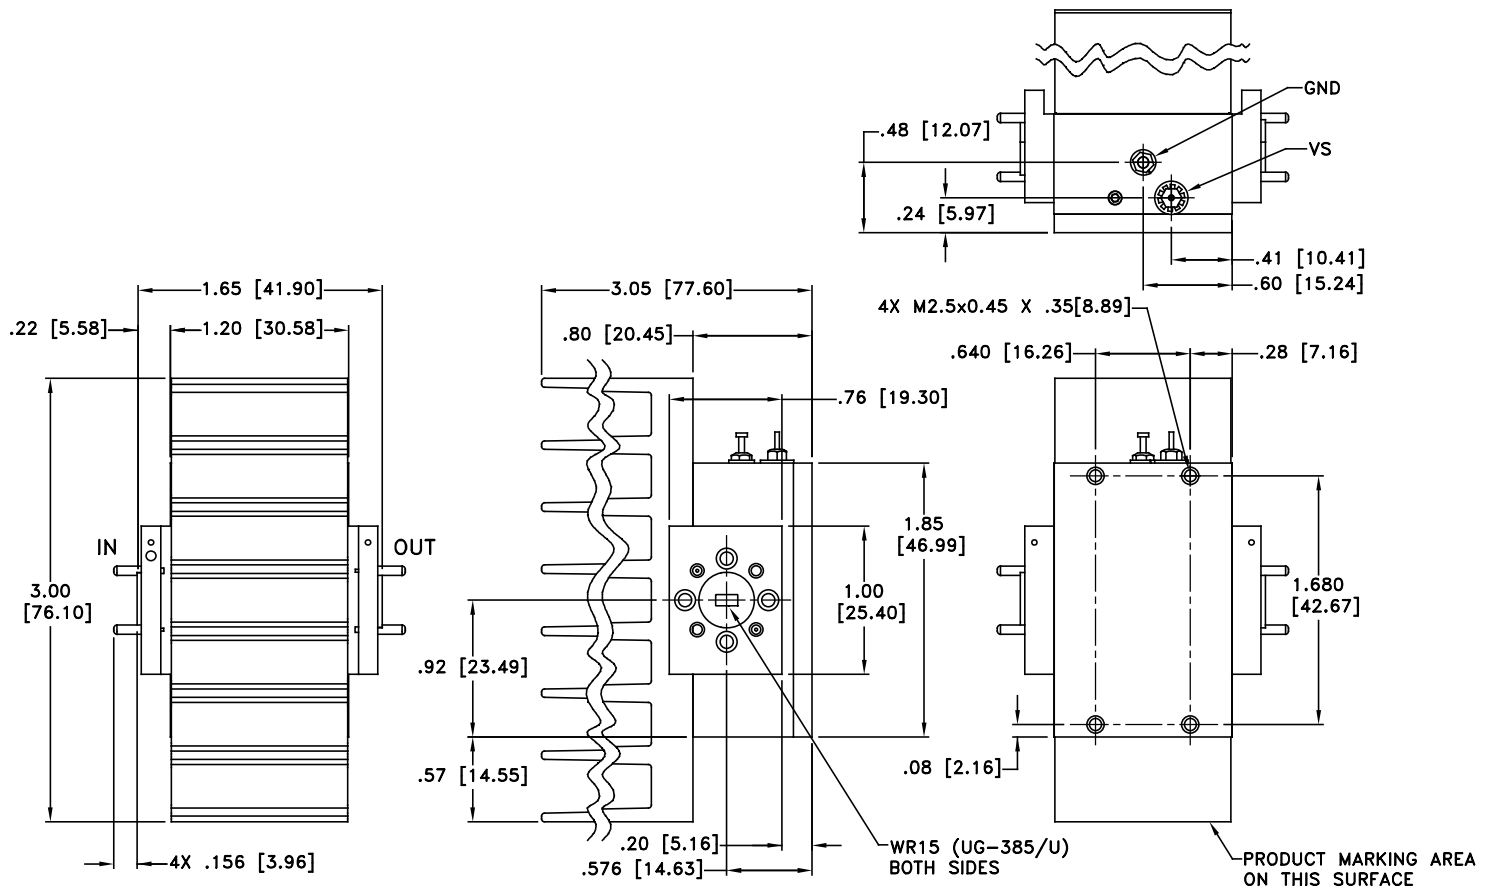 GND
.48 [12.07]
VS
.24 [5.97]
.41 [10.41]
.60 [15.24]
1.65 [41.90]
3.05 [77.60]
4X M2.5x0.45 X .35[8.89]
.22 [5.58]
1.20 [30.58]
.80 [20.45]
.640 [16.26]
.28 [7.16]
.76 [19.30]
1.85
[46.99]
IN
OUT
3.00
[76.10]
1.00
[25.40]
1.680
[42.67]
.92 [23.49]
.57 [14.55]
.08 [2.16]
.20 [5.16]
WR15 (UG-385/U)
BOTH SIDES
4X .156 [3.96]
.576 [14.63]
PRODUCT MARKING AREA
ON THIS SURFACE